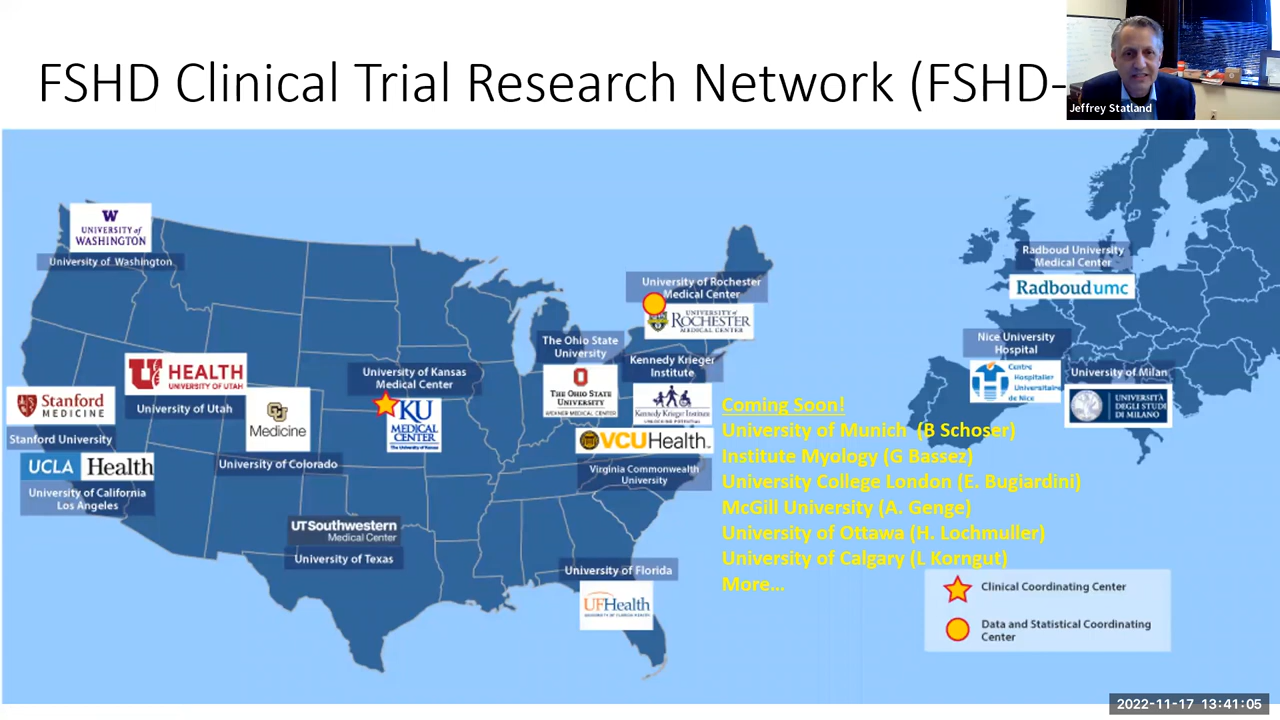 FSHD Clinical Trial Research Network (FSHD-
Jeffrey Statland
W
UNIVERSITY of
WASHINGTON
University of Washington
University of Rochester
Medical Center
UNIVERSITY of
ROCHESTER
MEDICAL CENTER
Radboud University
Medical Center
Radboudumc
The Ohio State
University
THE OHIO STATE
UNIVERSITY
WEXNER MEDICAL CENTER
Kennedy Krieger
Institute
Kennedy Krieger Institute
UNLOCKING POTENTIAL
Nice University
Hospital
Centre
Hospitalier
Universitaire
de Nice
University of Milan
UNIVERSITÀ
DEGLI STUDI
DI MILANO
U HEALTH
UNIVERSITY OF UTAH
University of Utah
University of Kansas
Medical Center
KU
MEDICAL
CENTER
The University of Kansas
Stanford
MEDICINE
Stanford University
CU
Medicine
University of Colorado
VCUHealth.
Virginia Commonwealth
University
UCLA Health
University of California
Los Angeles
UTSouthwestern
Medical Center
University of Texas
University of Florida
UFHealth
UNIVERSITY OF FLORIDA HEALTH
Coming Soon!
University of Munich (B Schoser)
Institute Myology (G Bassez)
University College London (E. Bugiardini)
McGill University (A. Genge)
University of Ottawa (H. Lochmuller)
University of Calgary (L Korngut)
More...
Clinical Coordinating Center
Data and Statistical Coordinating
Center
2022-11-17 13:41:05